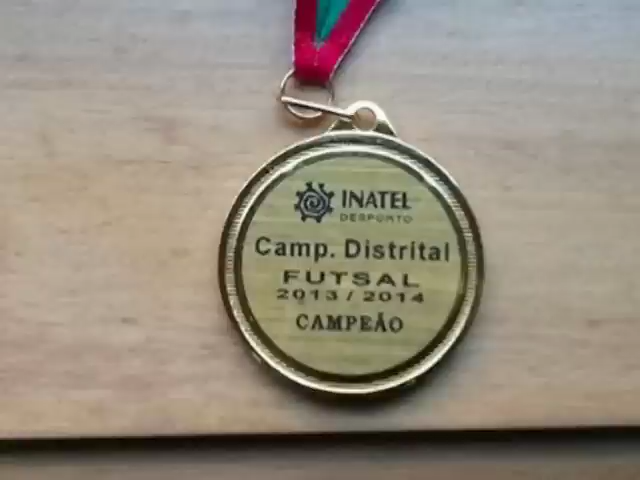 INATEL
DESPORTO
Camp. Distrital
FUTSAL
2013 / 2014
CAMPEÃO